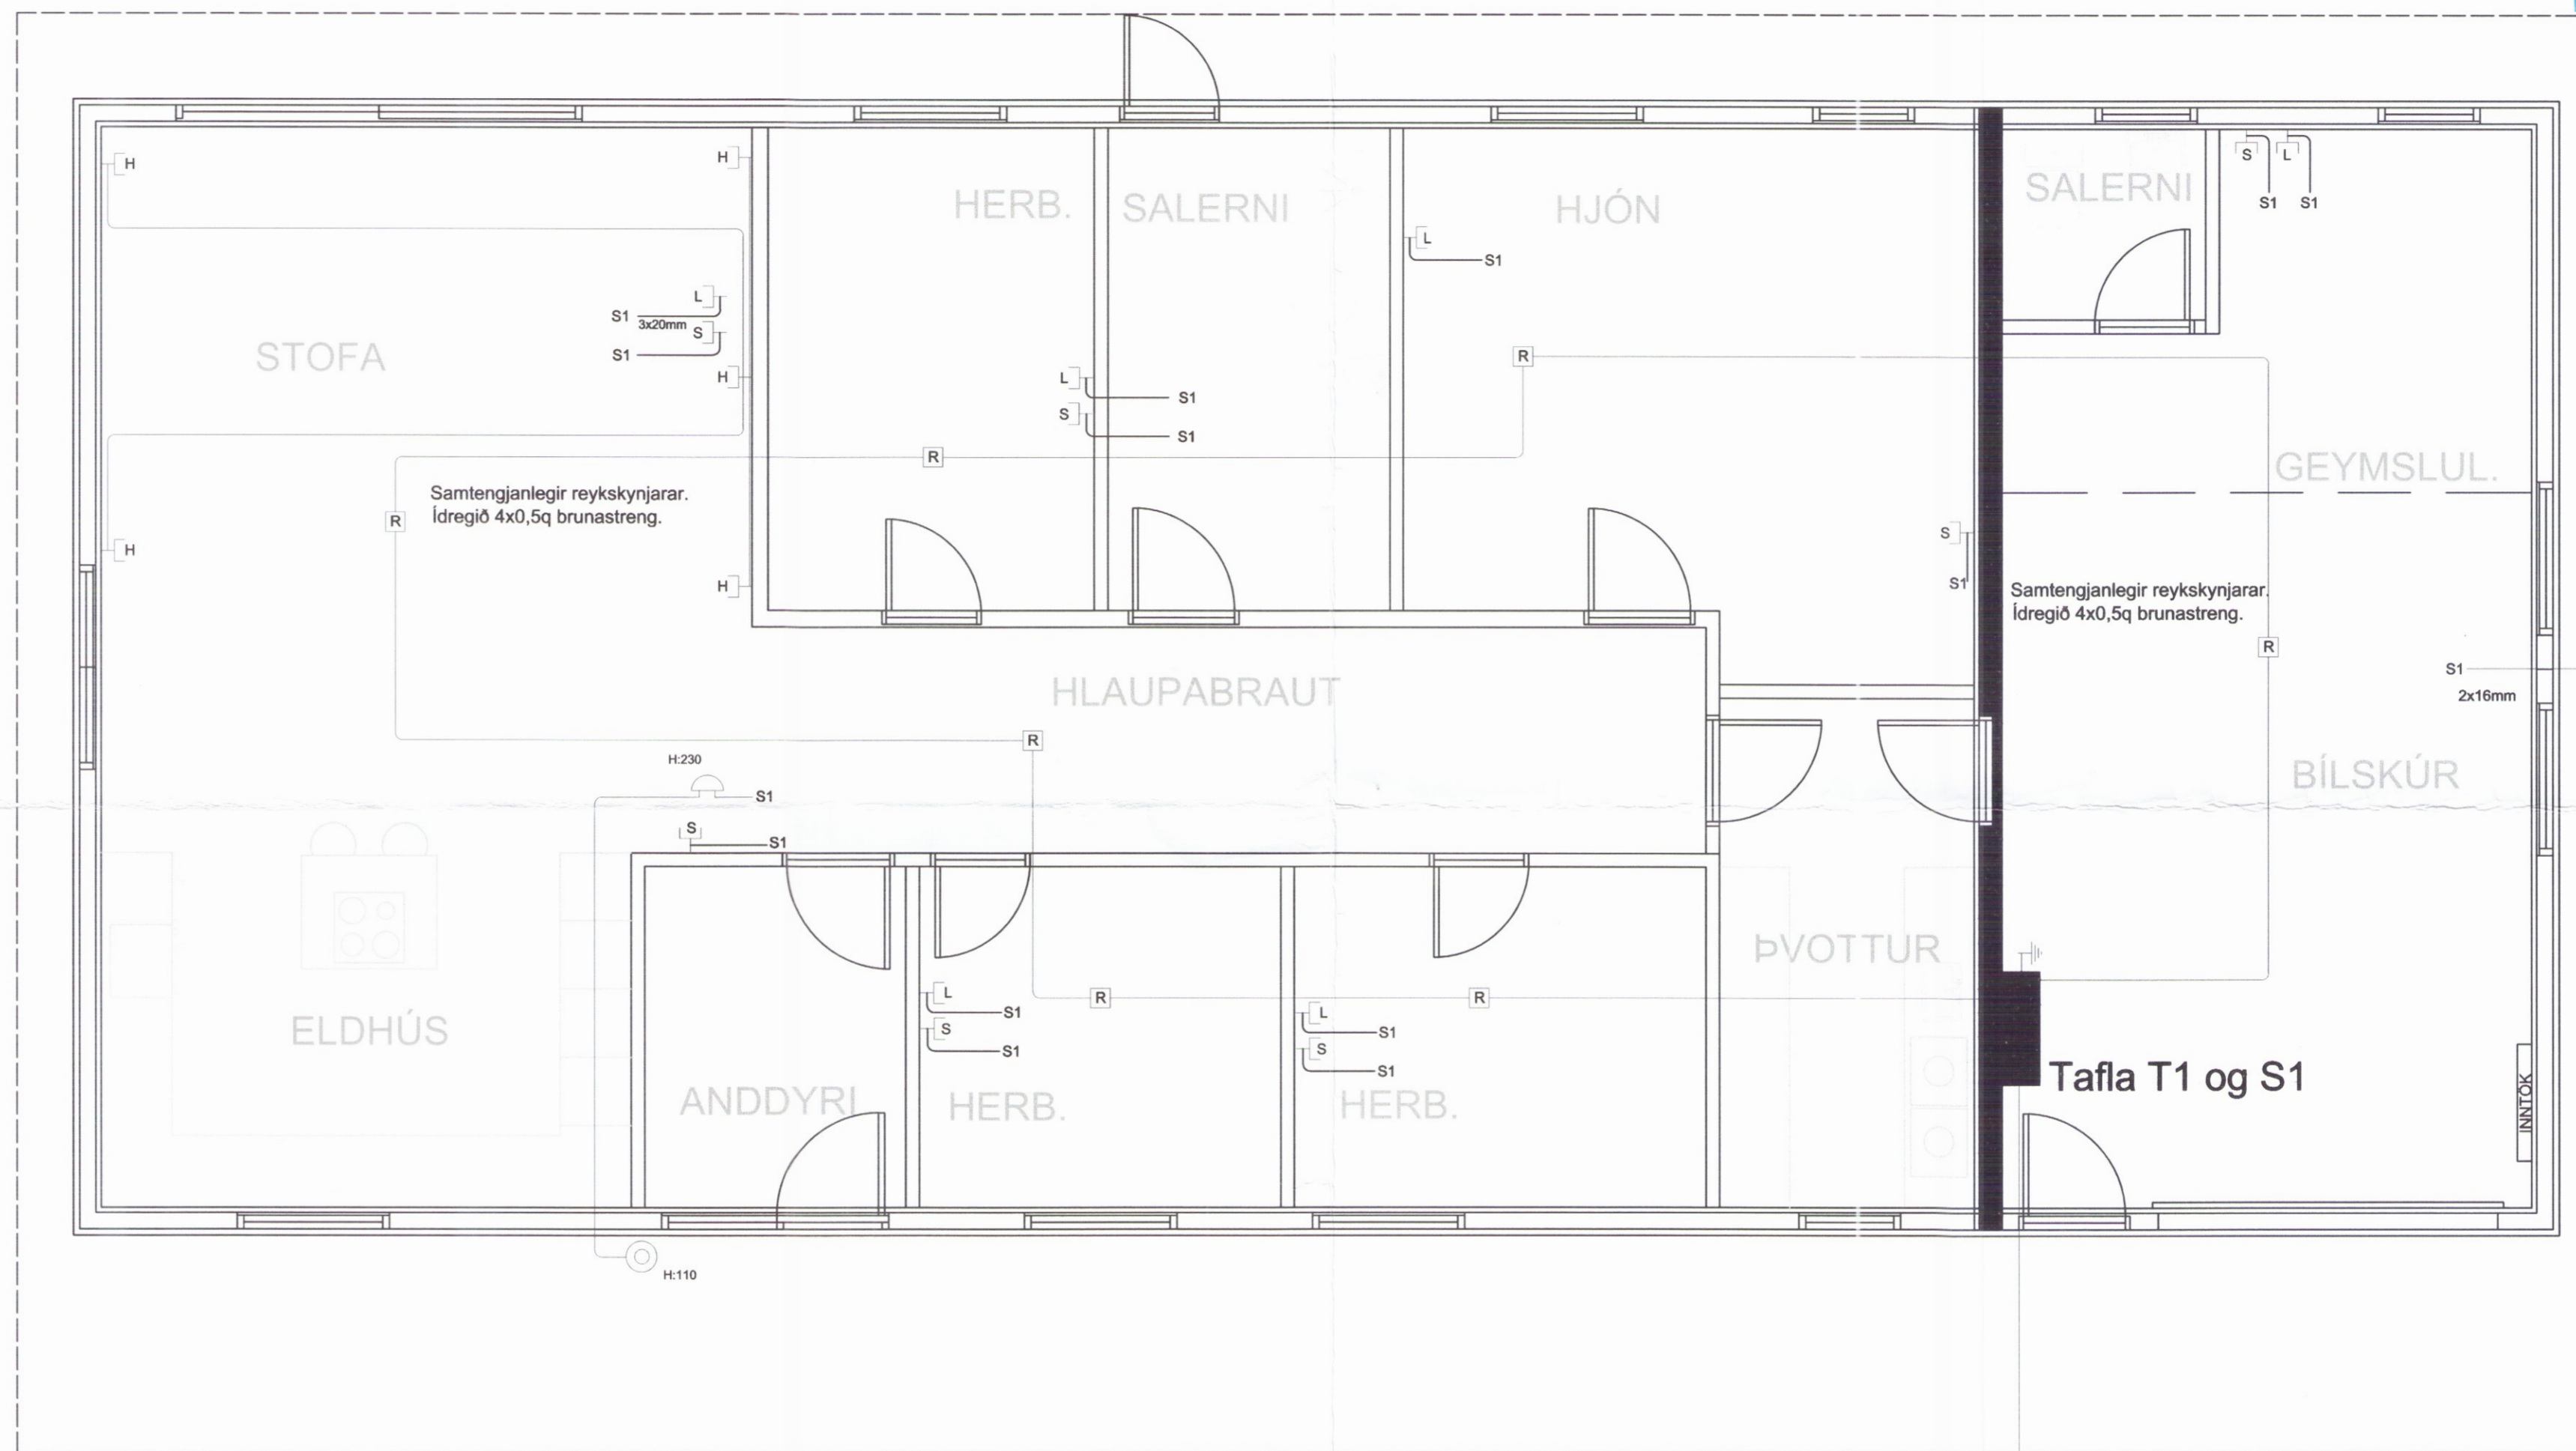 H
H
HERB.
SALERNI
HJÓN
SALERNI
S
L
S1
S1
L
S1
L
S1
3x20mm
S
S1
STOFA
H
R
L
S1
S
S1
R
GEYMSLUL.
Samtengjanlegir reykskynjarar.
Ídregið 4x0,5q brunastreng.
R
H
H
S
S1
Samtengjanlegir reykskynjarar.
Ídregið 4x0,5q brunastreng.
R
S1
2x16mm
HLAUPABRAUT
R
H:230
S1
S
S1
BÍLSKÚR
ÞVOTTUR
L
S1
S
S1
R
L
S1
S
S1
R
ELDHÚS
ANDDYRI
HERB.
HERB.
Tafla T1 og S1
INNTÖK
H:110